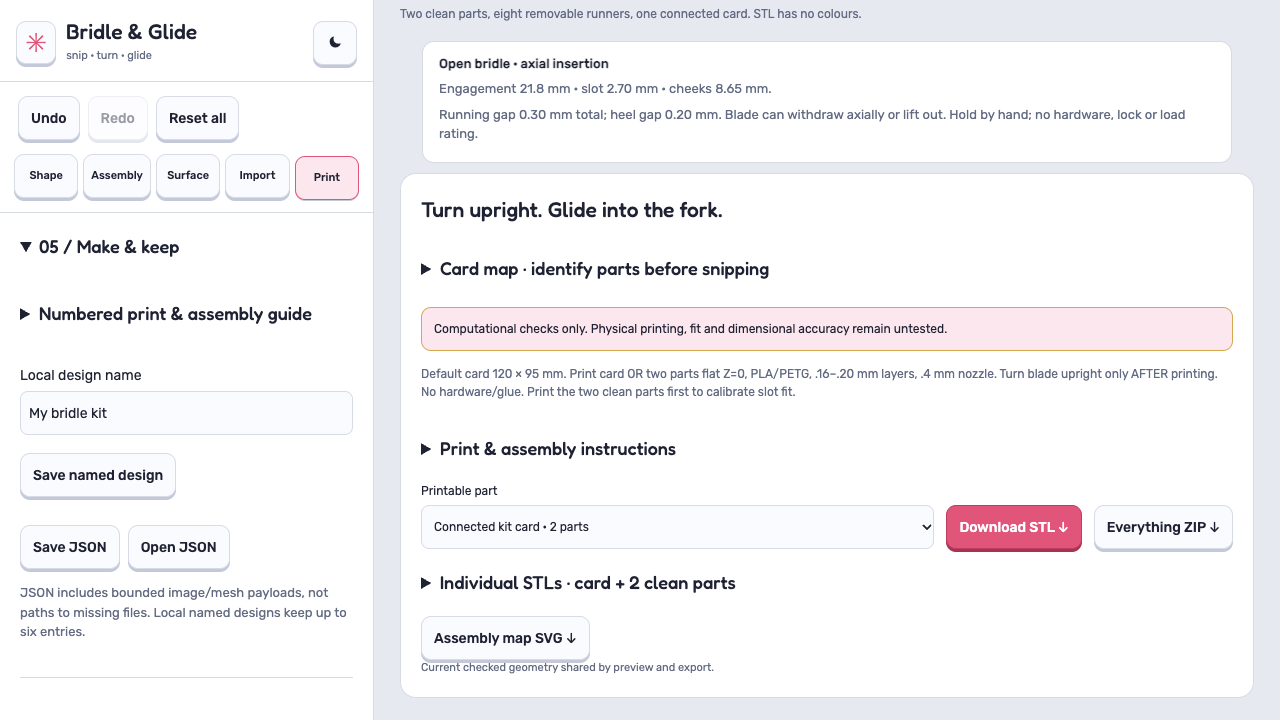 Bridle & Glide
snip • turn • glide
Undo
Redo
Reset all
Shape
Assembly
Surface
Import
Print
▼ 05 / Make & keep
▶ Numbered print & assembly guide
Local design name
My bridle kit
Save named design
Save JSON
Open JSON
JSON includes bounded image/mesh payloads, not
paths to missing files. Local named designs keep up to
six entries.
Two clean parts, eight removable runners, one connected card. STL has no colours.
Open bridle • axial insertion
Engagement 21.8 mm • slot 2.70 mm • cheeks 8.65 mm.
Running gap 0.30 mm total; heel gap 0.20 mm. Blade can withdraw axially or lift out. Hold by hand; no hardware, lock or load
rating.
Turn upright. Glide into the fork.
▶ Card map · identify parts before snipping
Computational checks only. Physical printing, fit and dimensional accuracy remain untested.
Default card 120 × 95 mm. Print card OR two parts flat Z=0, PLA/PETG, .16–.20 mm layers, .4 mm nozzle. Turn blade upright only AFTER printing.
No hardware/glue. Print the two clean parts first to calibrate slot fit.
▶ Print & assembly instructions
Printable part
Connected kit card • 2 parts
Download STL ↓
Everything ZIP ↓
▶ Individual STLs · card + 2 clean parts
Assembly map SVG ↓
Current checked geometry shared by preview and export.